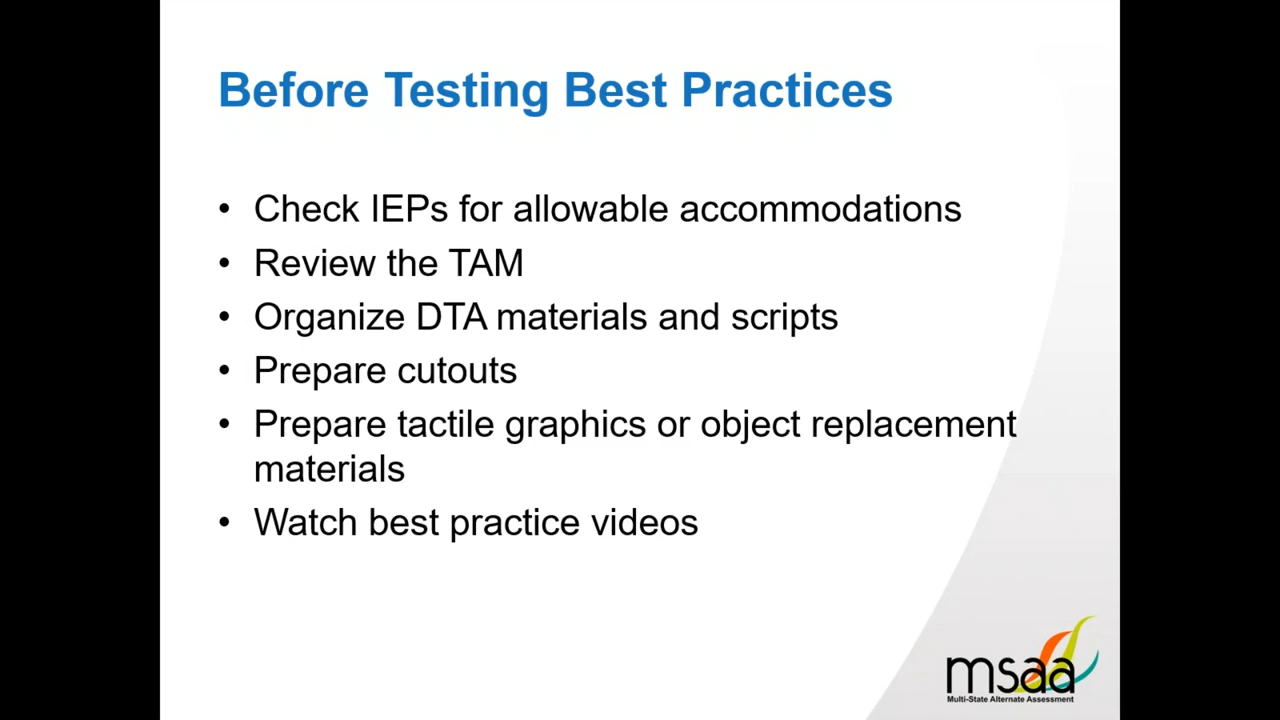 Before Testing Best Practices
• Check IEPs for allowable accommodations
• Review the TAM
• Organize DTA materials and scripts
• Prepare cutouts
• Prepare tactile graphics or object replacement
materials
• Watch best practice videos
msaa
Multi-State Alternate Assessment